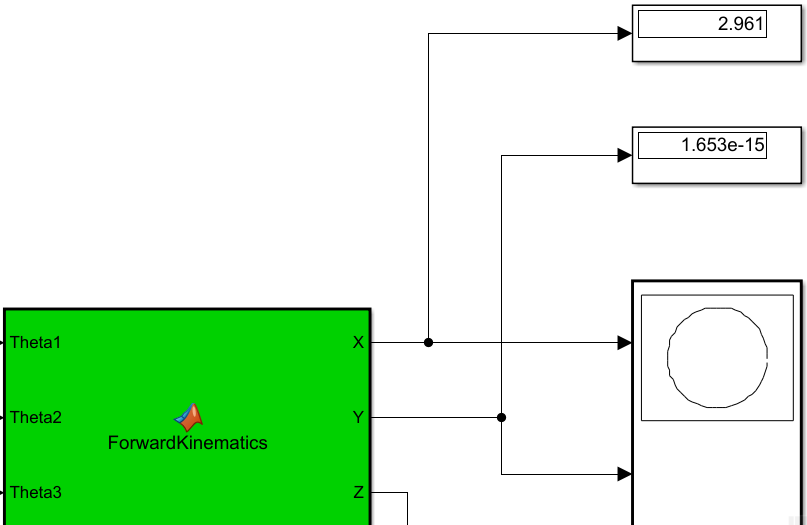 2.961
1.653e-15
Theta1 X
Theta2 Y
ForwardKinematics
Theta3 Z